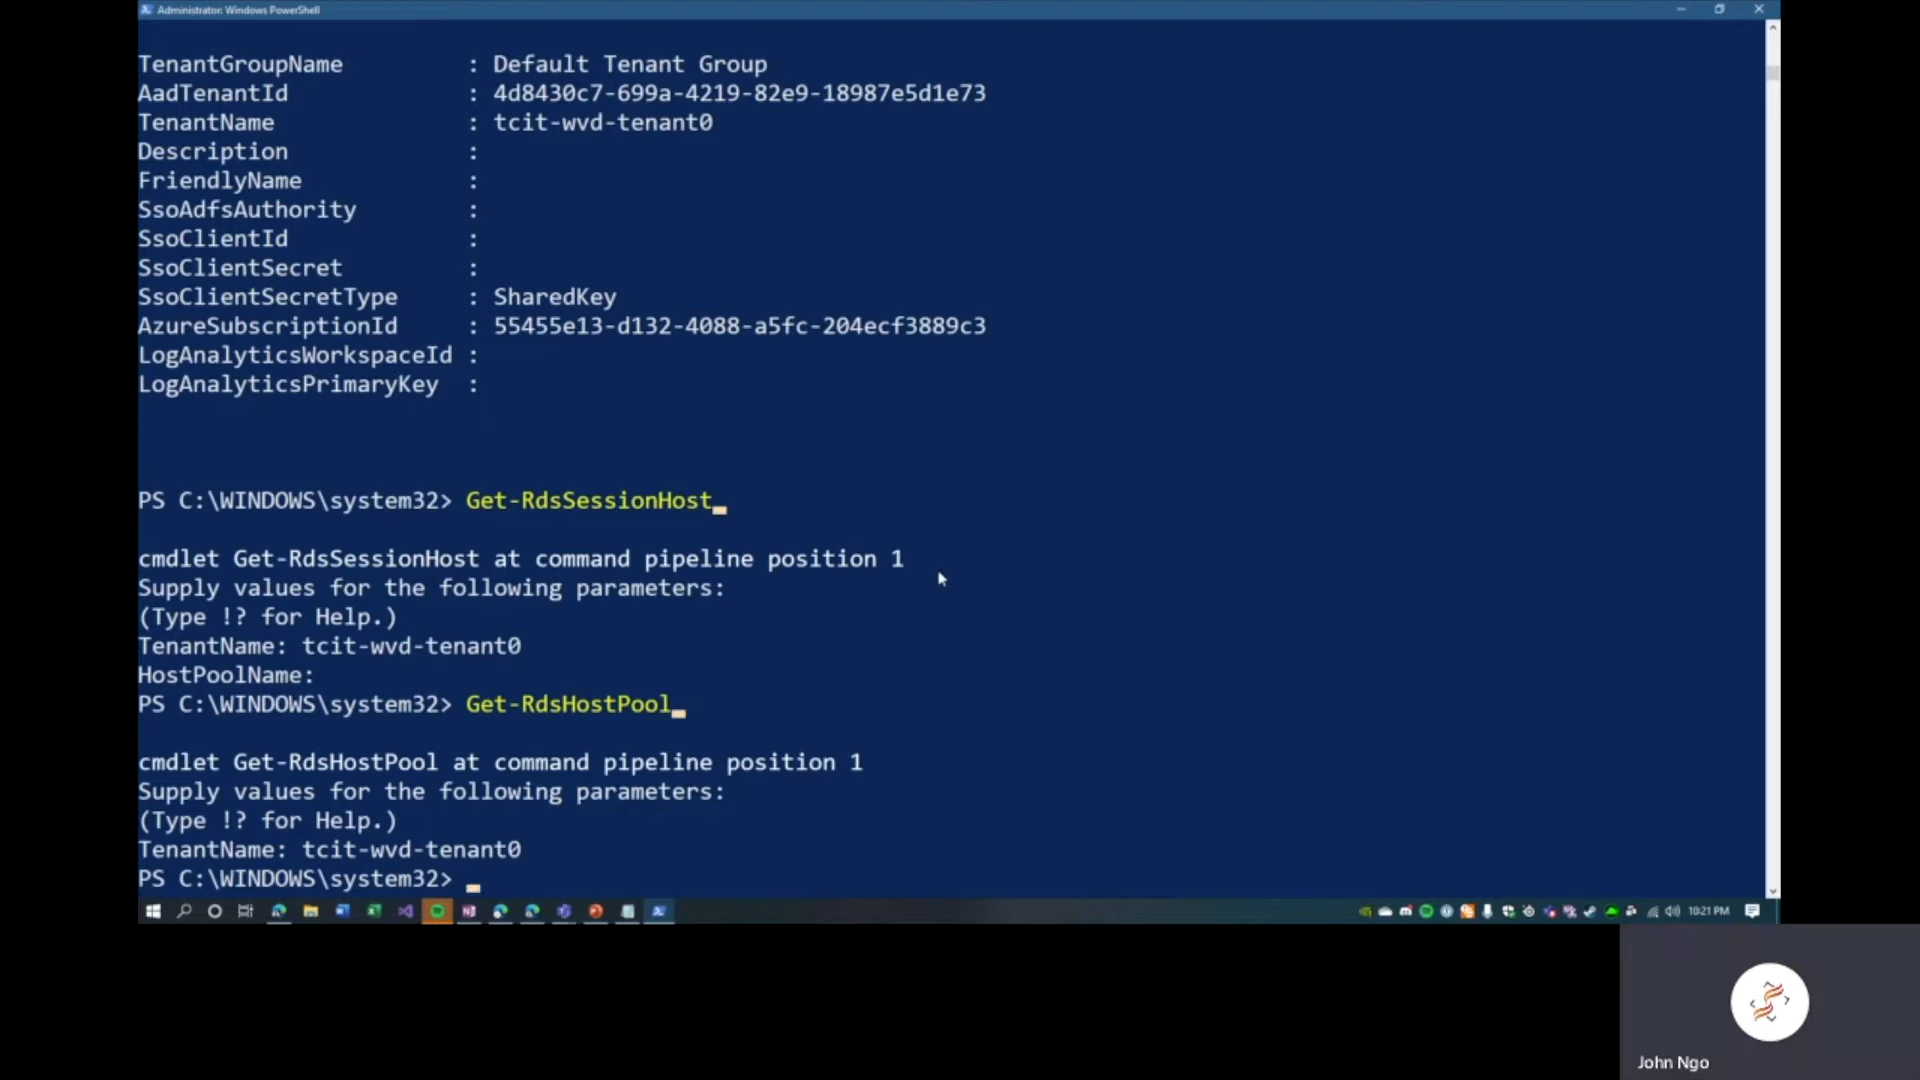 Administrator: Windows PowerShell
TenantGroupName : Default Tenant Group
AadTenantId : 4d8430c7-699a-4219-82e9-18987e5d1e73
TenantName : tcit-wvd-tenant0
Description :
FriendlyName :
SsoAdfsAuthority :
SsoClientId :
SsoClientSecret :
SsoClientSecretType : SharedKey
AzureSubscriptionId : 55455e13-d132-4088-a5fc-204ecf3889c3
LogAnalyticsWorkspaceId :
LogAnalyticsPrimaryKey :
PS C:\WINDOWS\system32> Get-RdsSessionHost
cmdlet Get-RdsSessionHost at command pipeline position 1
Supply values for the following parameters:
(Type !? for Help.)
TenantName: tcit-wvd-tenant0
HostPoolName:
PS C:\WINDOWS\system32> Get-RdsHostPool
cmdlet Get-RdsHostPool at command pipeline position 1
Supply values for the following parameters:
(Type !? for Help.)
TenantName: tcit-wvd-tenant0
PS C:\WINDOWS\system32>
10:21 PM
John Ngo